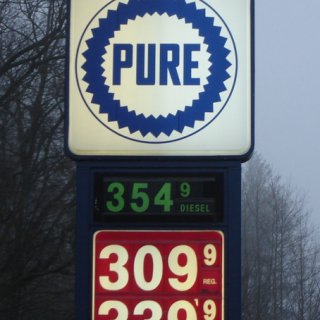 PURE
354 9
DIESEL
309 9
REG.